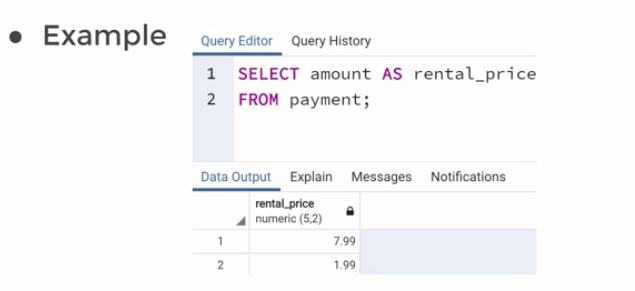 ● Example
Query Editor Query History
1 SELECT amount AS rental_price
2 FROM payment;
Data Output Explain Messages Notifications
rental_price
numeric (5,2)
1 7.99
2 1.99